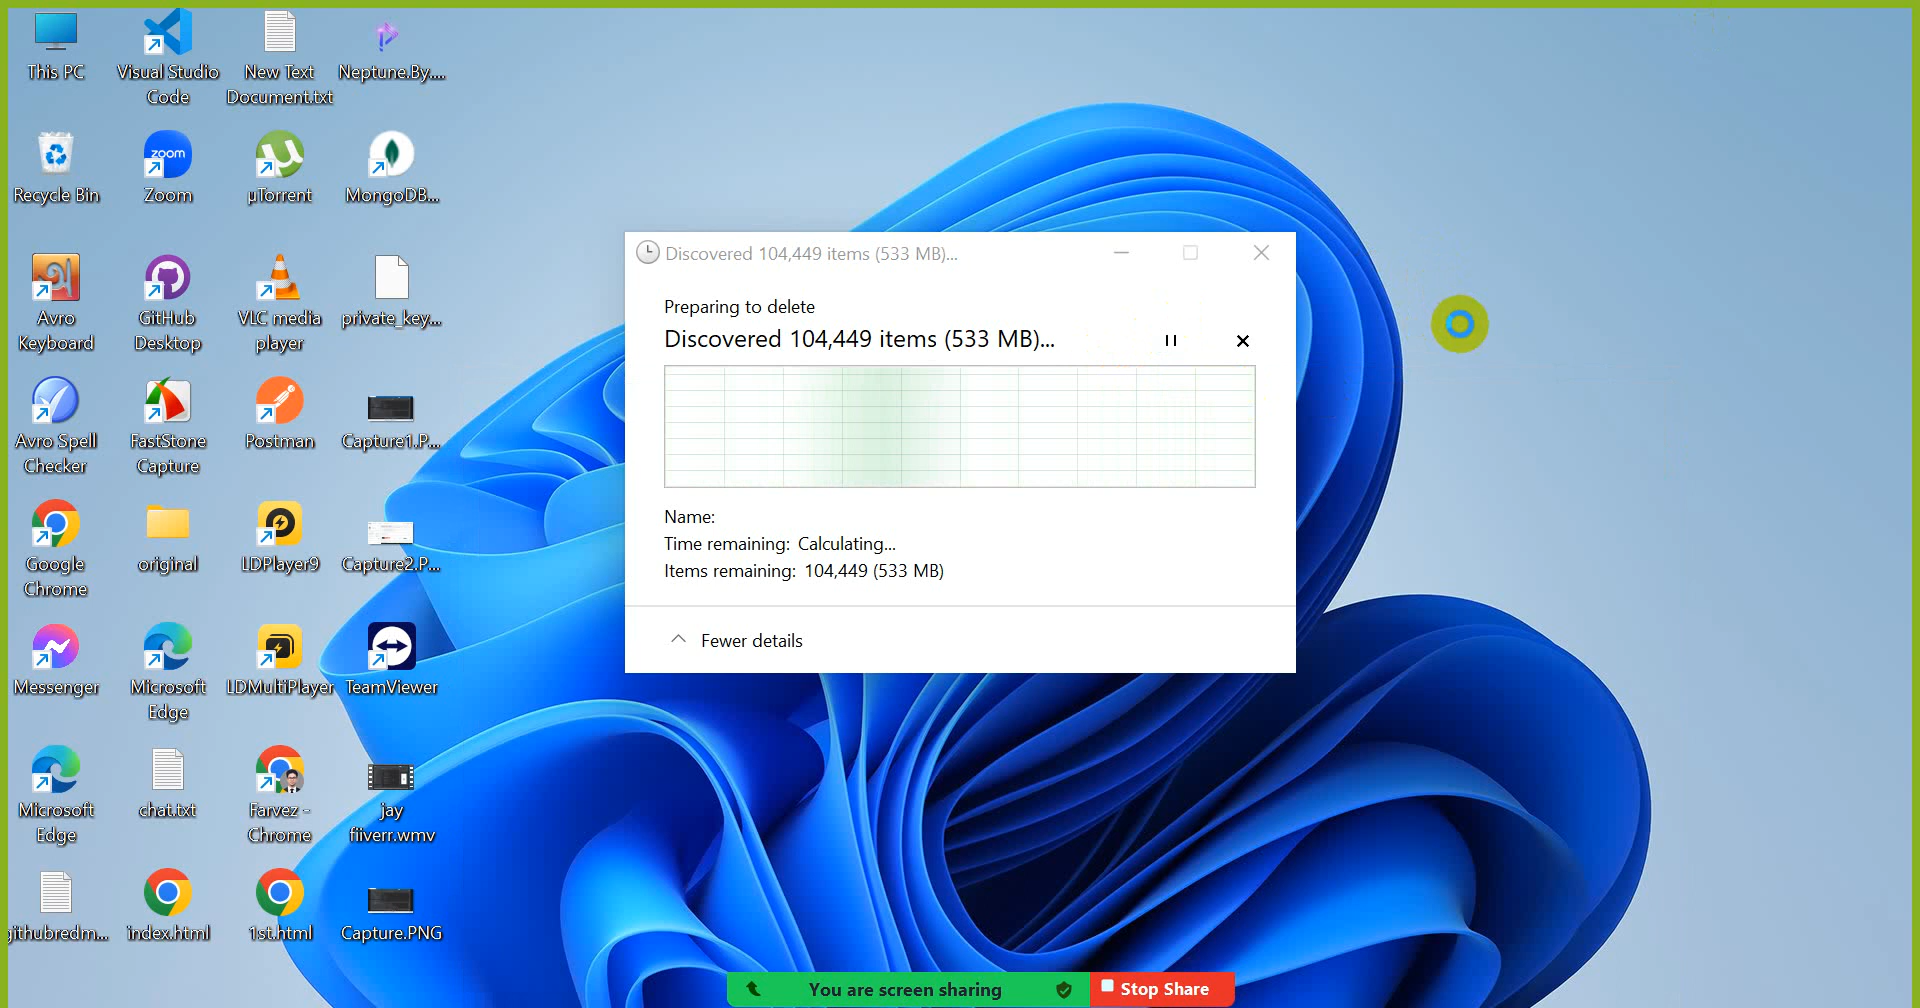 This PC
Visual Studio
Code
New Text
Document.txt
Neptune.By....
Recycle Bin
zoom
Zoom
µTorrent
MongoDB...
Avro
Keyboard
GitHub
Desktop
VLC media
player
private_key...
Avro Spell
Checker
FastStone
Capture
Postman
Capture1.P...
Google
Chrome
original
LDPlayer9
Capture2.P...
Messenger
Microsoft
Edge
LDMultiPlayer
TeamViewer
Microsoft
Edge
chat.txt
Farvez -
Chrome
jay
fiiverr.wmv
githubredm...
index.html
1st.html
Capture.PNG
Discovered 104,449 items (533 MB)...
Preparing to delete
Discovered 104,449 items (533 MB)...
Name:
Time remaining: Calculating...
Items remaining: 104,449 (533 MB)
Fewer details
You are screen sharing
Stop Share